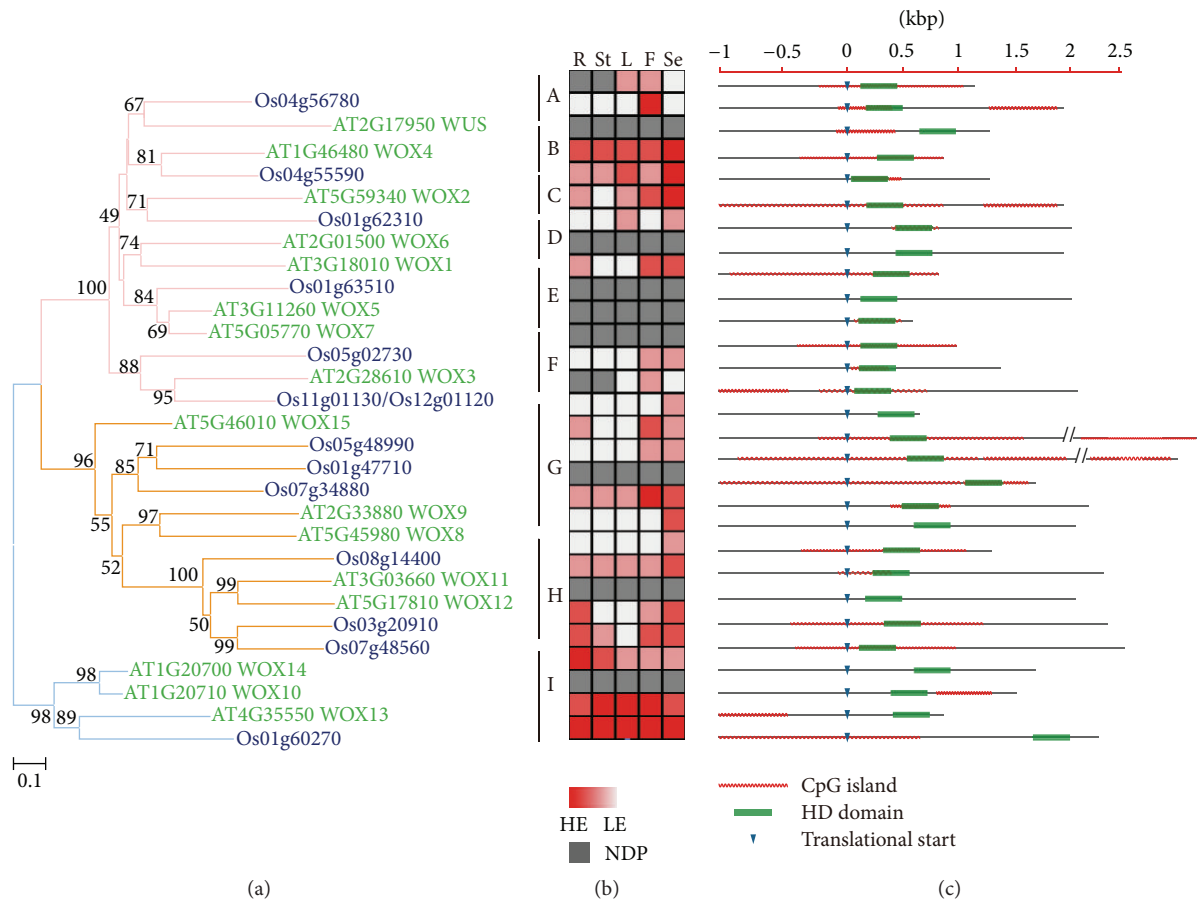 (kbp)
−1 −0.5 0 0.5 1 1.5 2 2.5
R St L F Se
A
B
C
D
E
F
G
H
I
Os04g56780
AT2G17950 WUS
AT1G46480 WOX4
Os04g55590
AT5G59340 WOX2
Os01g62310
AT2G01500 WOX6
AT3G18010 WOX1
Os01g63510
AT3G11260 WOX5
AT5G05770 WOX7
Os05g02730
AT2G28610 WOX3
Os11g01130/Os12g01120
AT5G46010 WOX15
Os05g48990
Os01g47710
Os07g34880
AT2G33880 WOX9
AT5G45980 WOX8
Os08g14400
AT3G03660 WOX11
AT5G17810 WOX12
Os03g20910
Os07g48560
AT1G20700 WOX14
AT1G20710 WOX10
AT4G35550 WOX13
Os01g60270
67
81
71
49
74
100
84
69
88
95
96
71
85
97
55
52
100
99
50
99
98
98
89
0.1
HE LE
NDP
CpG island
HD domain
Translational start
//
//
(a) (b) (c)